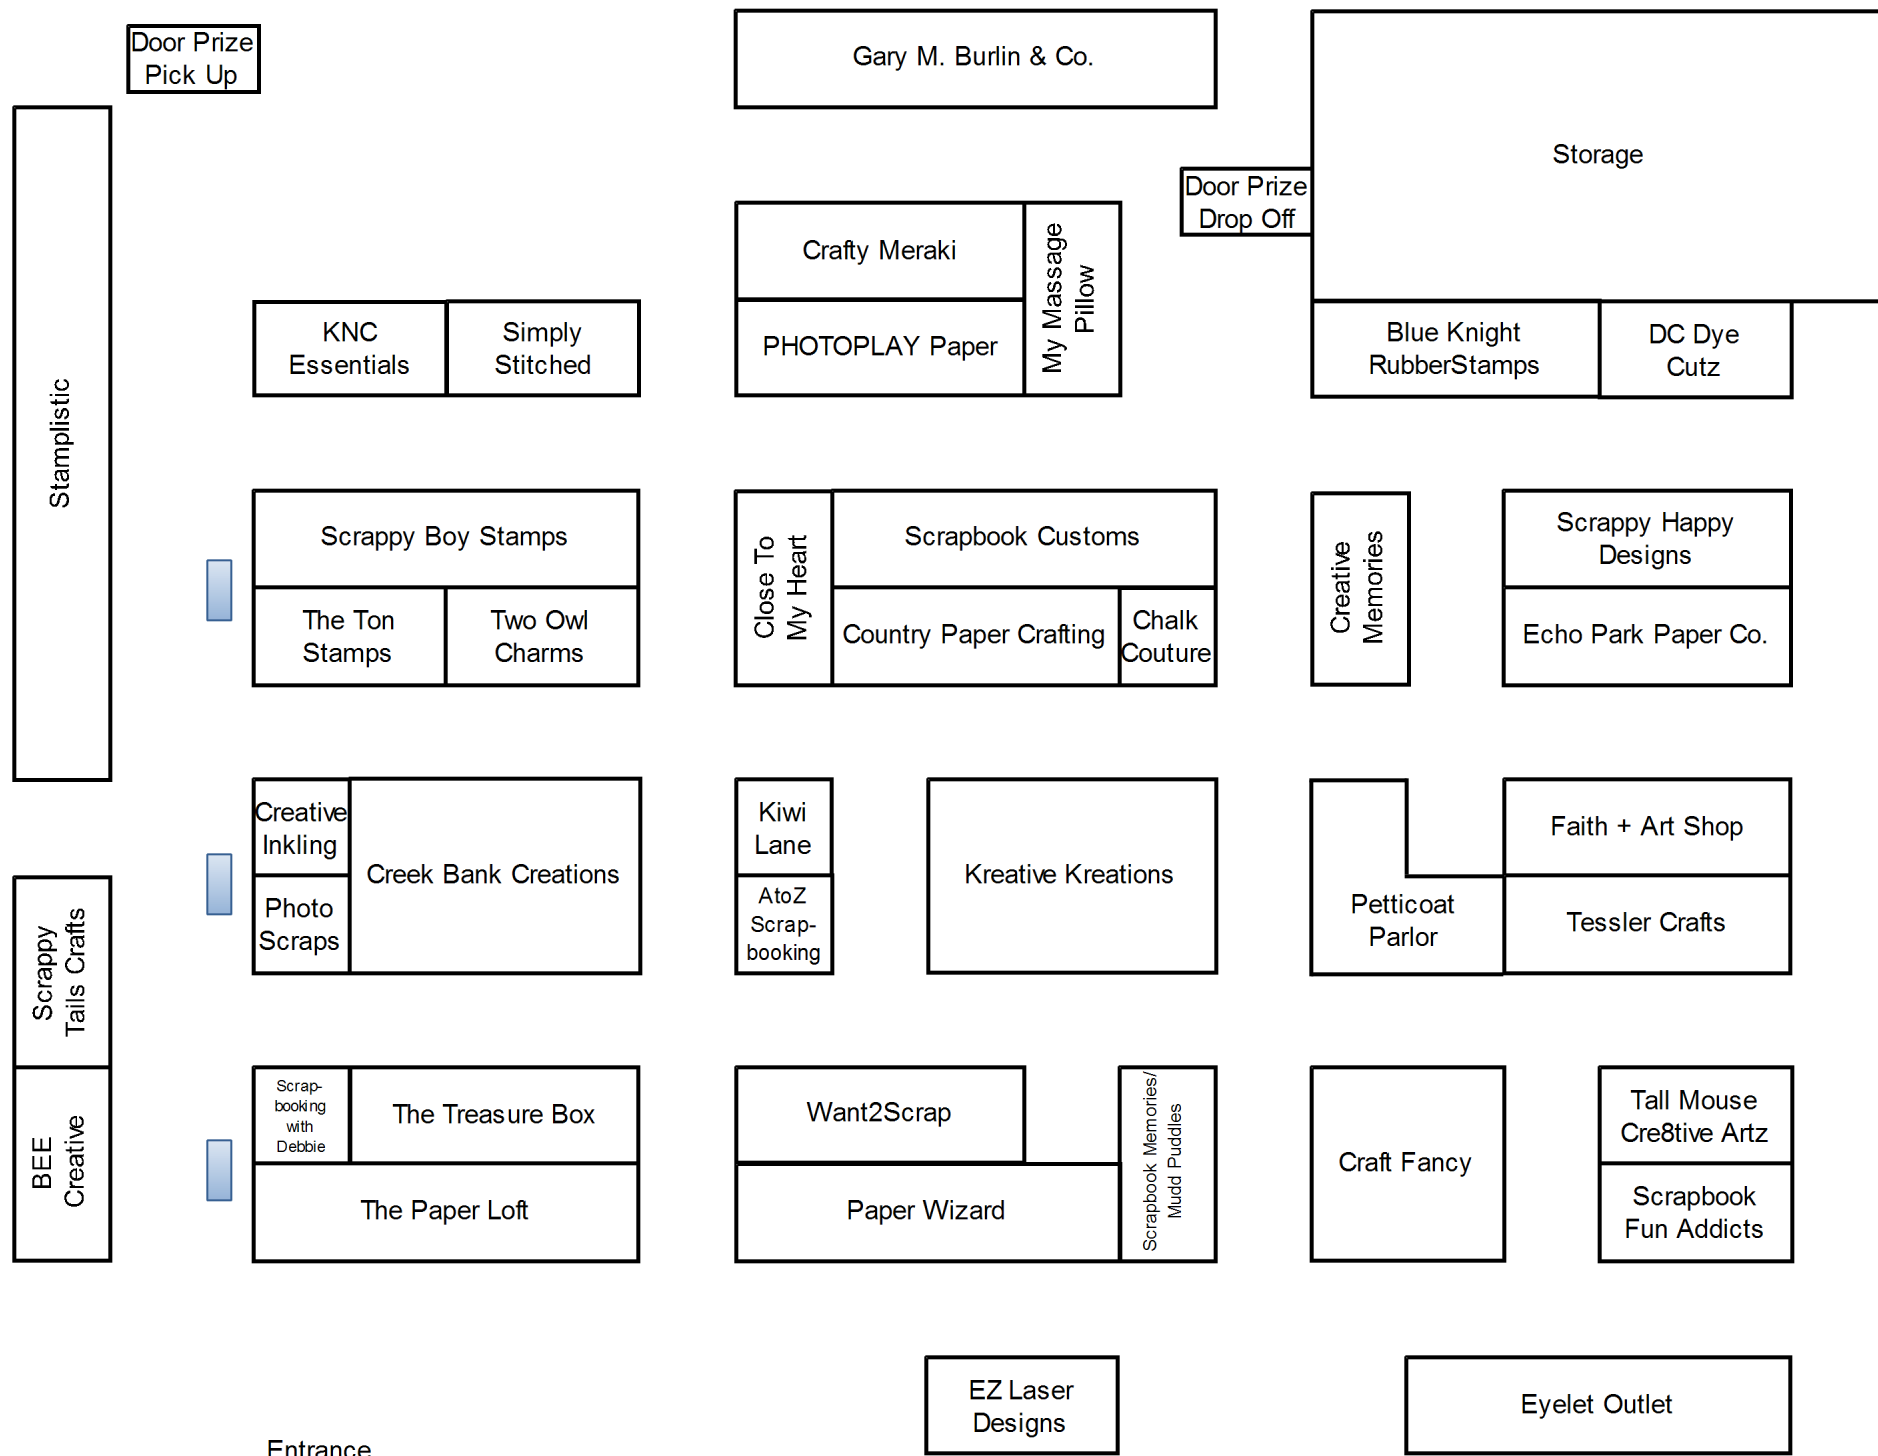 Door Prize
Pick Up
Gary M. Burlin & Co.
Storage
Door Prize
Drop Off
Crafty Meraki
My Massage
Pillow
PHOTOPLAY Paper
KNC
Essentials
Simply
Stitched
Blue Knight
RubberStamps
DC Dye
Cutz
Stamplistic
Scrappy Boy Stamps
The Ton
Stamps
Two Owl
Charms
Close To
My Heart
Scrapbook Customs
Country Paper Crafting
Chalk
Couture
Creative
Memories
Scrappy Happy
Designs
Echo Park Paper Co.
Creative
Inkling
Photo
Scraps
Creek Bank Creations
Kiwi
Lane
AtoZ
Scrap-
booking
Kreative Kreations
Petticoat
Parlor
Faith + Art Shop
Tessler Crafts
Scrappy
Tails Crafts
BEE
Creative
Scrap-
booking
with
Debbie
The Treasure Box
The Paper Loft
Want2Scrap
Paper Wizard
Scrapbook Memories/
Mudd Puddles
Craft Fancy
Tall Mouse
Cre8tive Artz
Scrapbook
Fun Addicts
EZ Laser
Designs
Eyelet Outlet
Entrance